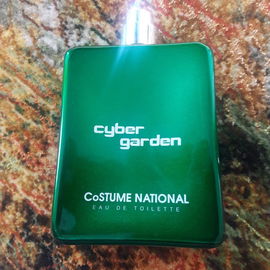 cyber
garden
CoSTUME NATIONAL
EAU DE TOILETTE